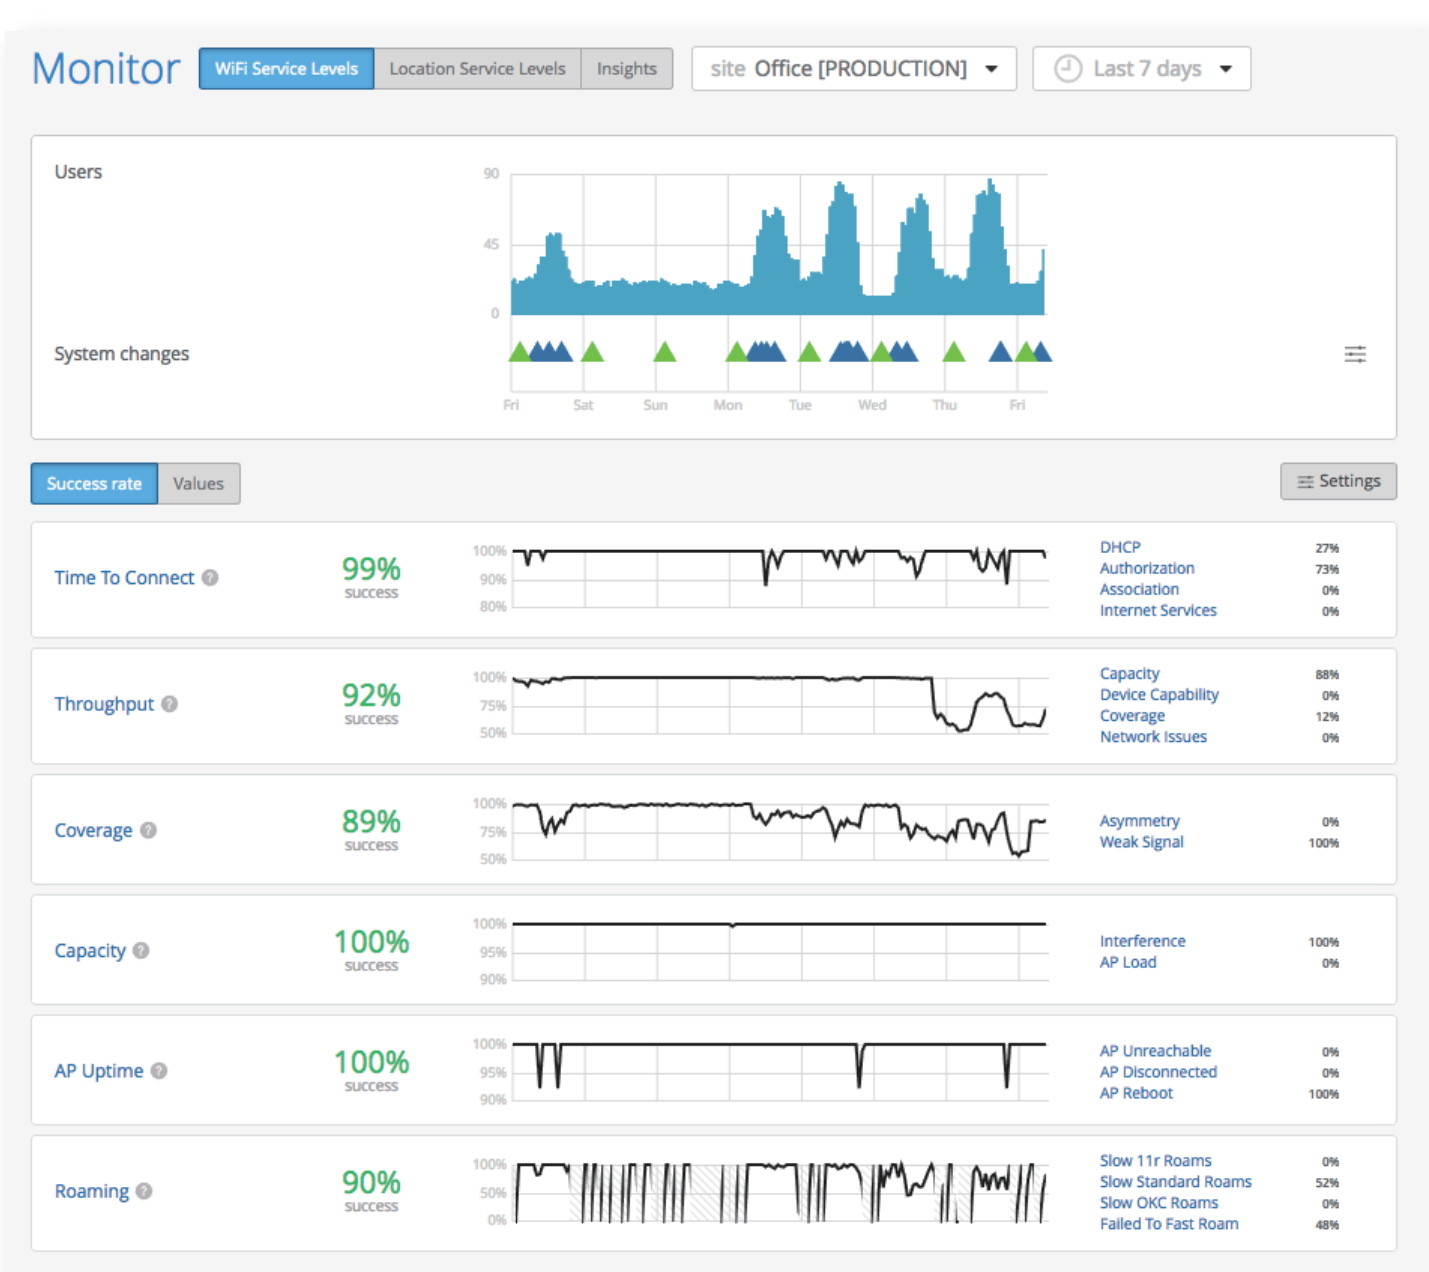 Monitor WiFi Service Levels Location Service Levels Insights site Office [PRODUCTION] Last 7 days
Users
90
45
0
System changes
Fri Sat Sun Mon Tue Wed Thu Fri
Success rate Values Settings
Time To Connect ?
99%
success
100%
90%
80%
DHCP 27%
Authorization 73%
Association 0%
Internet Services 0%
Throughput ?
92%
success
100%
75%
50%
Capacity 88%
Device Capability 0%
Coverage 12%
Network Issues 0%
Coverage ?
89%
success
100%
75%
50%
Asymmetry 0%
Weak Signal 100%
Capacity ?
100%
success
100%
95%
90%
Interference 100%
AP Load 0%
AP Uptime ?
100%
success
100%
95%
90%
AP Unreachable 0%
AP Disconnected 0%
AP Reboot 100%
Roaming ?
90%
success
100%
50%
0%
Slow 11r Roams 0%
Slow Standard Roams 52%
Slow OKC Roams 0%
Failed To Fast Roam 48%